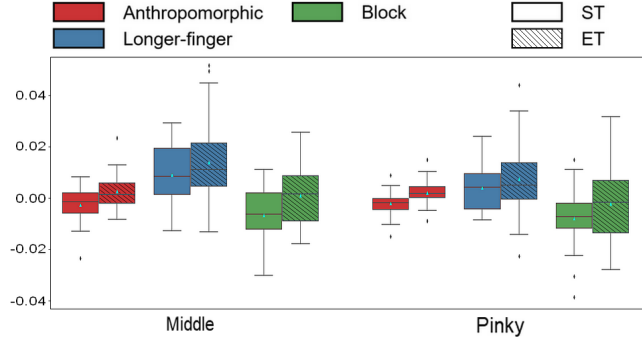 Anthropomorphic Block ST
Longer-finger ET
0.04
0.02
0.00
-0.02
-0.04
Middle Pinky